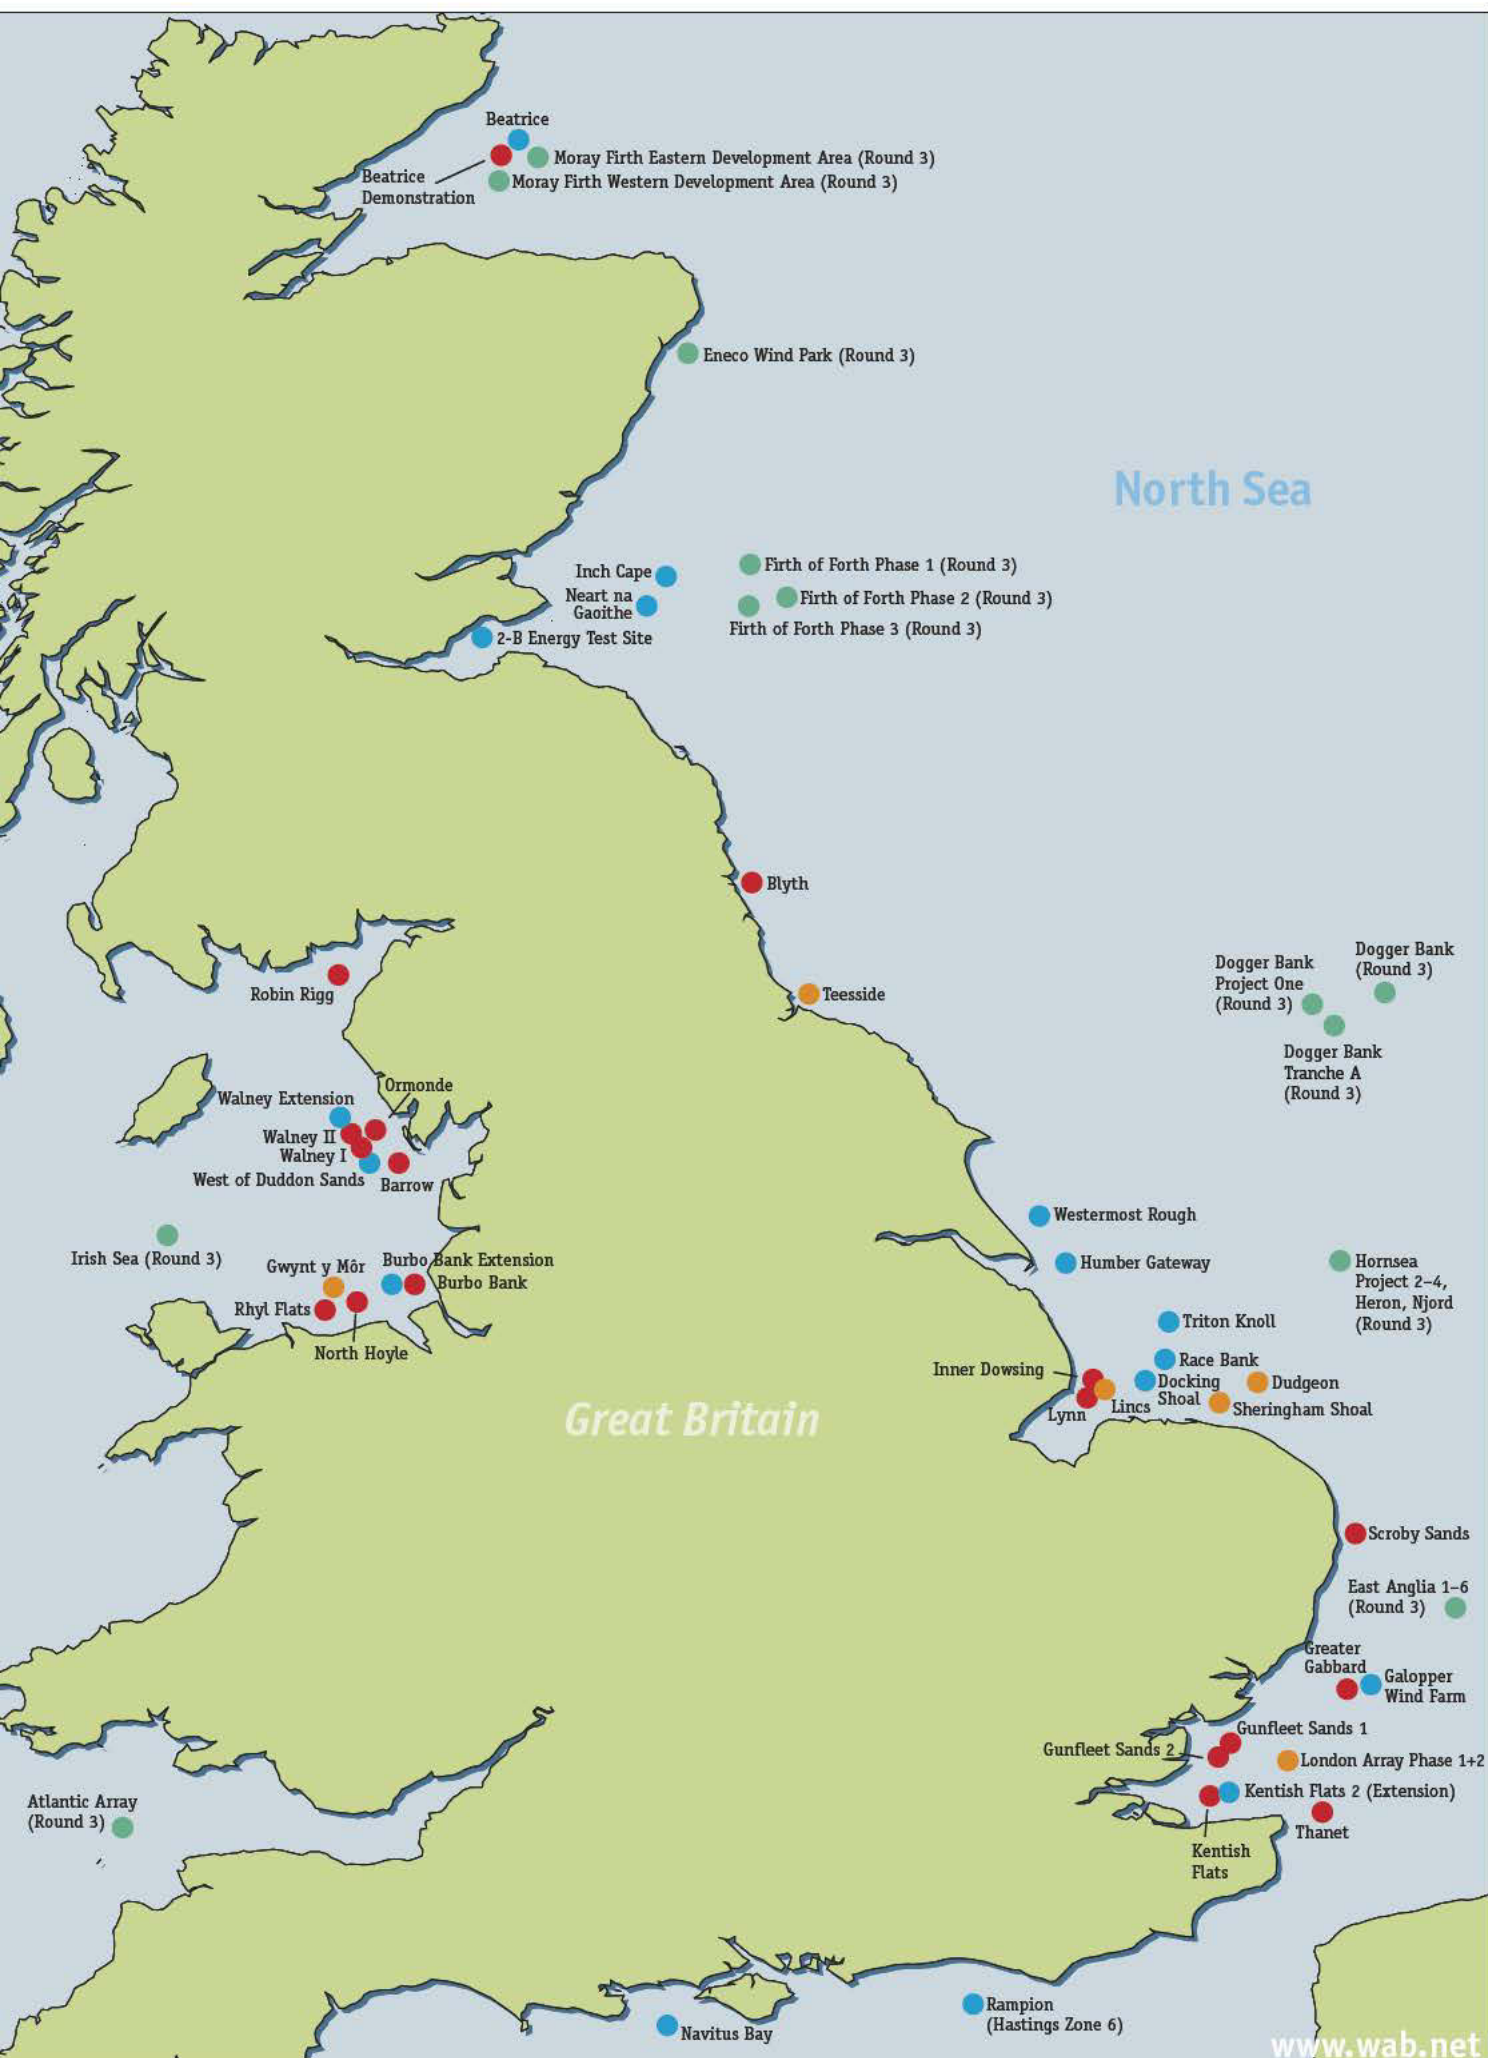 Beatrice
Moray Firth Eastern Development Area (Round 3)
Beatrice
Demonstration
Moray Firth Western Development Area (Round 3)
Eneco Wind Park (Round 3)
North Sea
Inch Cape
Firth of Forth Phase 1 (Round 3)
Neart na
Gaoithe
Firth of Forth Phase 2 (Round 3)
Firth of Forth Phase 3 (Round 3)
2-B Energy Test Site
Blyth
Robin Rigg
Teesside
Dogger Bank
(Round 3)
Dogger Bank
Project One
(Round 3)
Dogger Bank
Tranche A
(Round 3)
Ormonde
Walney Extension
Walney II
Walney I
West of Duddon Sands
Barrow
Westermost Rough
Irish Sea (Round 3)
Gwynt y Môr
Burbo Bank Extension
Burbo Bank
Rhyl Flats
North Hoyle
Humber Gateway
Hornsea
Project 2–4,
Heron, Njord
(Round 3)
Triton Knoll
Race Bank
Inner Dowsing
Docking
Shoal
Dudgeon
Lynn
Lincs
Sheringham Shoal
Great Britain
Scroby Sands
East Anglia 1–6
(Round 3)
Greater
Gabbard
Galopper
Wind Farm
Gunfleet Sands 1
Gunfleet Sands 2
London Array Phase 1+2
Kentish Flats 2 (Extension)
Thanet
Kentish
Flats
Atlantic Array
(Round 3)
Rampion
(Hastings Zone 6)
Navitus Bay
www.wab.net